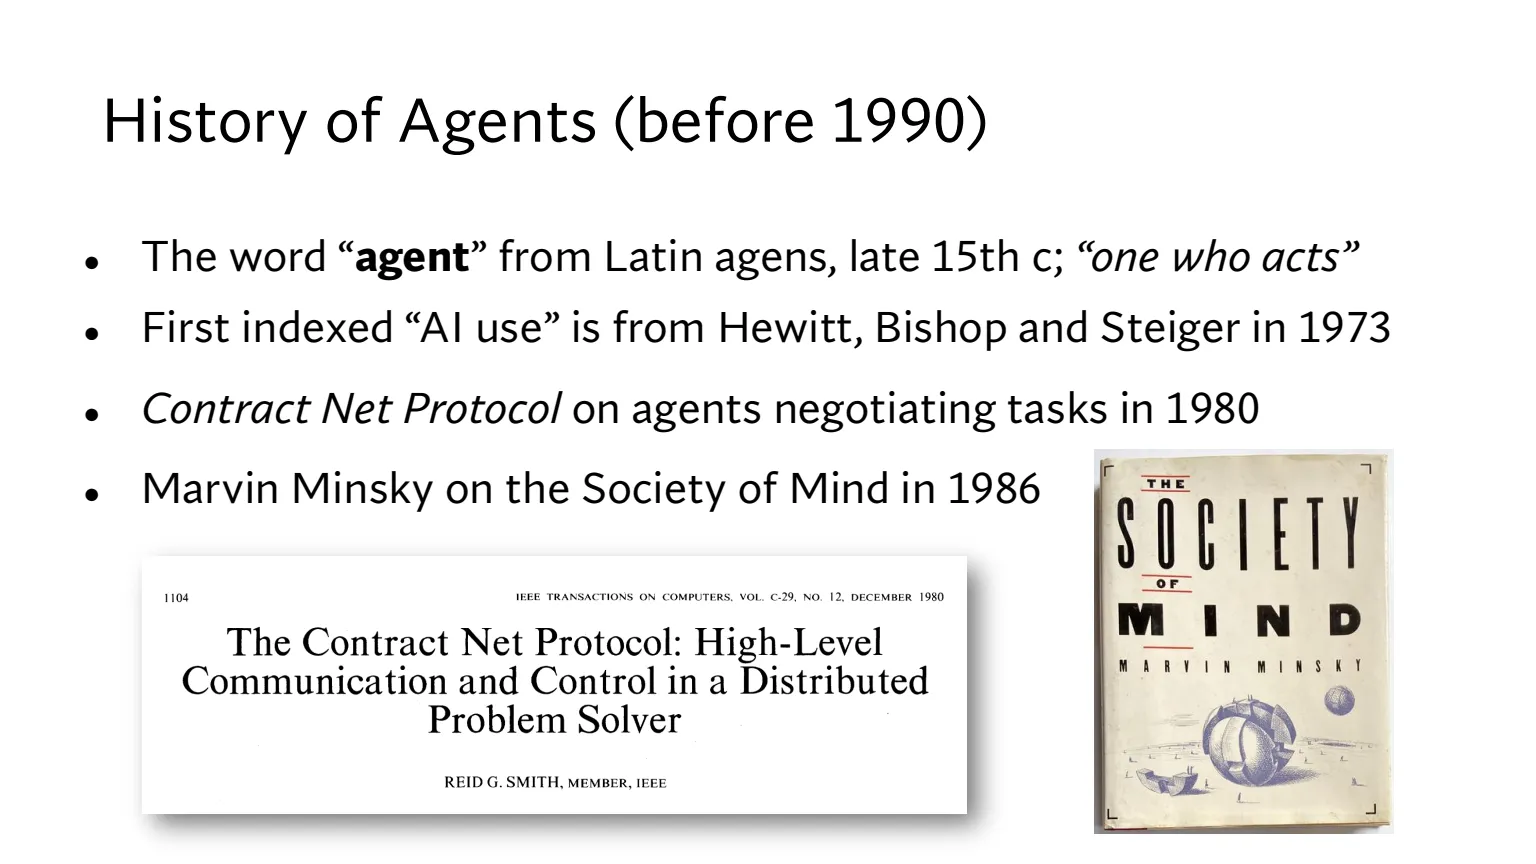 History of Agents (before 1990)
• The word “agent” from Latin agens, late 15th c; “one who acts”
• First indexed “AI use” is from Hewitt, Bishop and Steiger in 1973
• Contract Net Protocol on agents negotiating tasks in 1980
• Marvin Minsky on the Society of Mind in 1986
1104 IEEE TRANSACTIONS ON COMPUTERS, VOL. C-29, NO. 12, DECEMBER 1980
The Contract Net Protocol: High-Level
Communication and Control in a Distributed
Problem Solver
REID G. SMITH, MEMBER, IEEE
THE
SOCIETY
OF
MIND
MARVIN MINSKY